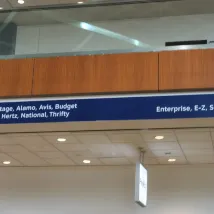 tage, Alamo, Avis, Budget
Hertz, National, Thrifty
Enterprise, E-Z, S